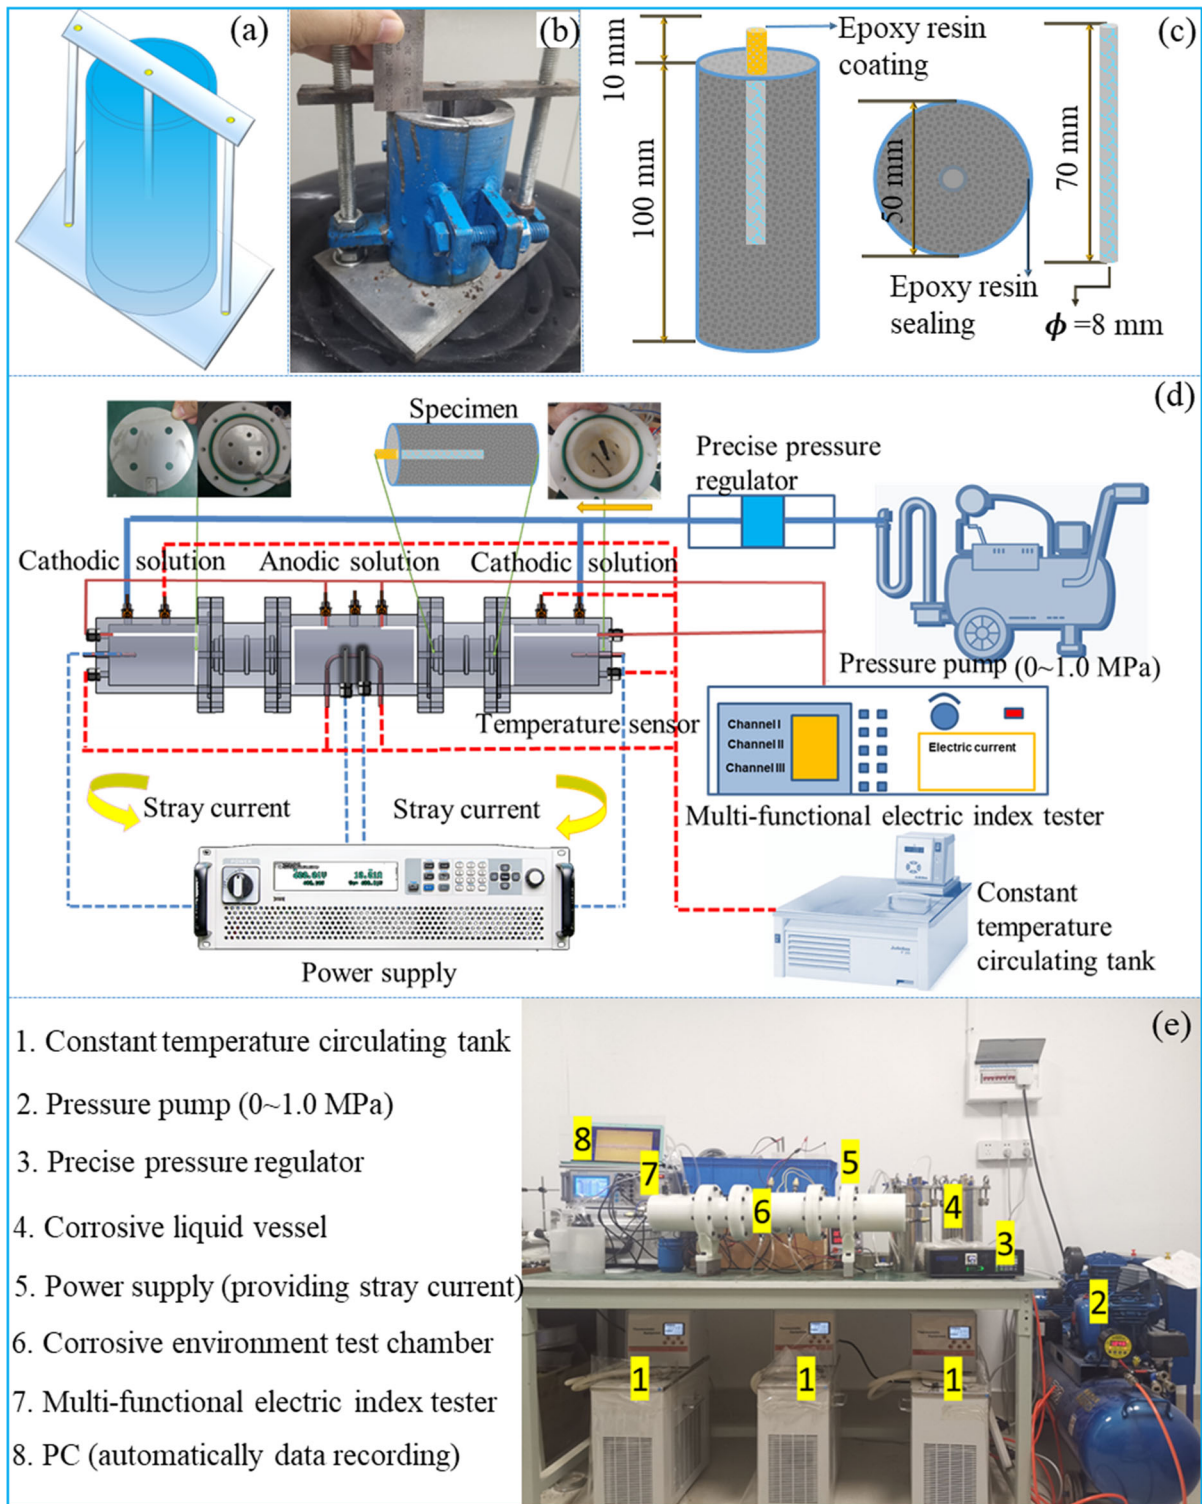 (a)
(b)
(c)
10 mm
100 mm
Epoxy resin
coating
50 mm
Epoxy resin
sealing
70 mm
ϕ =8 mm
(d)
Specimen
Precise pressure
regulator
Cathodic solution
Anodic solution
Cathodic solution
Pressure pump (0~1.0 MPa)
Temperature sensor
Channel I
Channel II
Channel III
Electric current
Multi-functional electric index tester
Stray current
Stray current
Power supply
Constant
temperature
circulating tank
(e)
1. Constant temperature circulating tank
2. Pressure pump (0~1.0 MPa)
3. Precise pressure regulator
4. Corrosive liquid vessel
5. Power supply (providing stray current)
6. Corrosive environment test chamber
7. Multi-functional electric index tester
8. PC (automatically data recording)
8
7
5
6
4
3
2
1
1
1